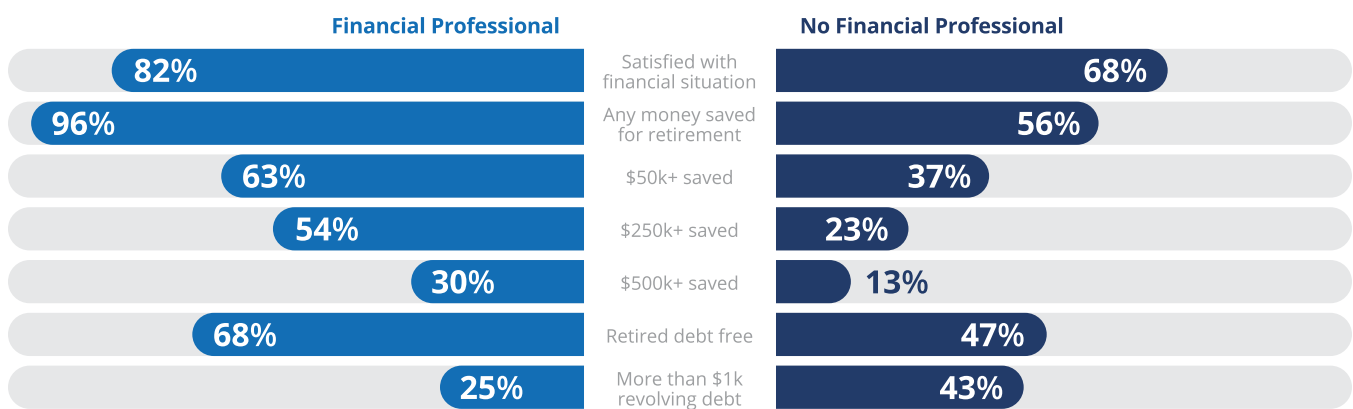 Financial Professional
No Financial Professional
82%
Satisfied with
financial situation
68%
96%
Any money saved
for retirement
56%
63%
$50k+ saved
37%
54%
$250k+ saved
23%
30%
$500k+ saved
13%
68%
Retired debt free
47%
25%
More than $1k
revolving debt
43%